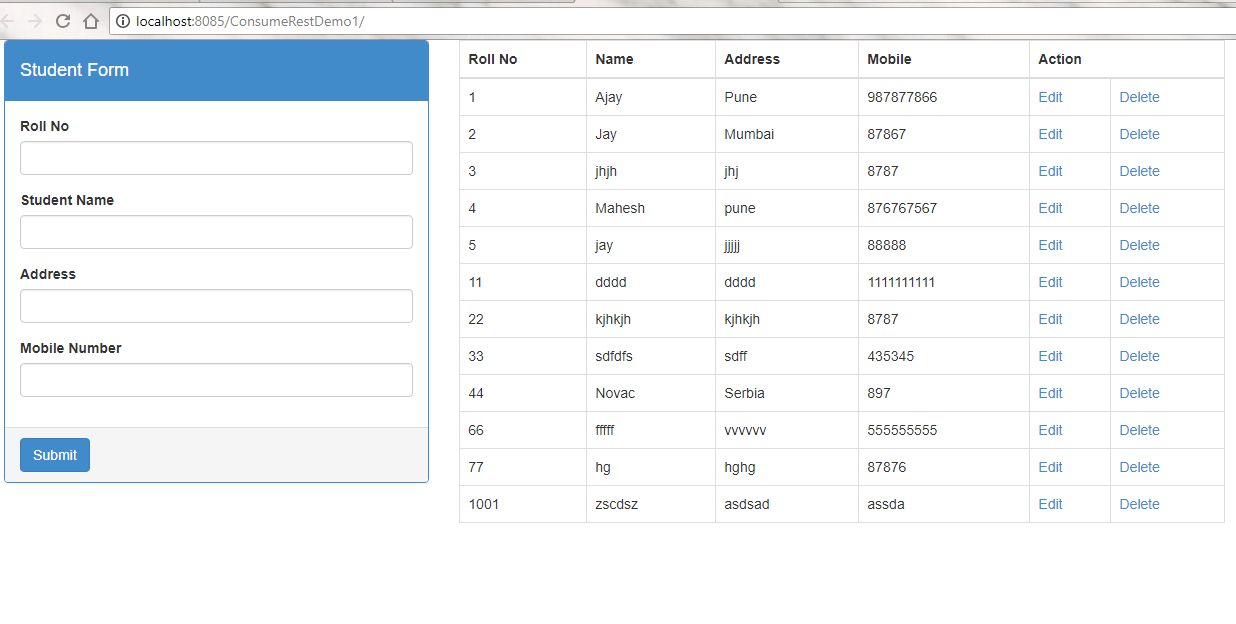 localhost:8085/ConsumeRestDemo1/
Student Form
Roll No
Student Name
Address
Mobile Number
Submit
Roll No Name Address Mobile Action
1 Ajay Pune 987877866 Edit Delete
2 Jay Mumbai 87867 Edit Delete
3 jhjh jhj 8787 Edit Delete
4 Mahesh pune 876767567 Edit Delete
5 jay jjjjj 88888 Edit Delete
11 dddd dddd 1111111111 Edit Delete
22 kjhkjh kjhkjh 8787 Edit Delete
33 sdfdfs sdff 435345 Edit Delete
44 Novac Serbia 897 Edit Delete
66 fffff vvvvvv 555555555 Edit Delete
77 hg hghg 87876 Edit Delete
1001 zscdsz asdsad assda Edit Delete